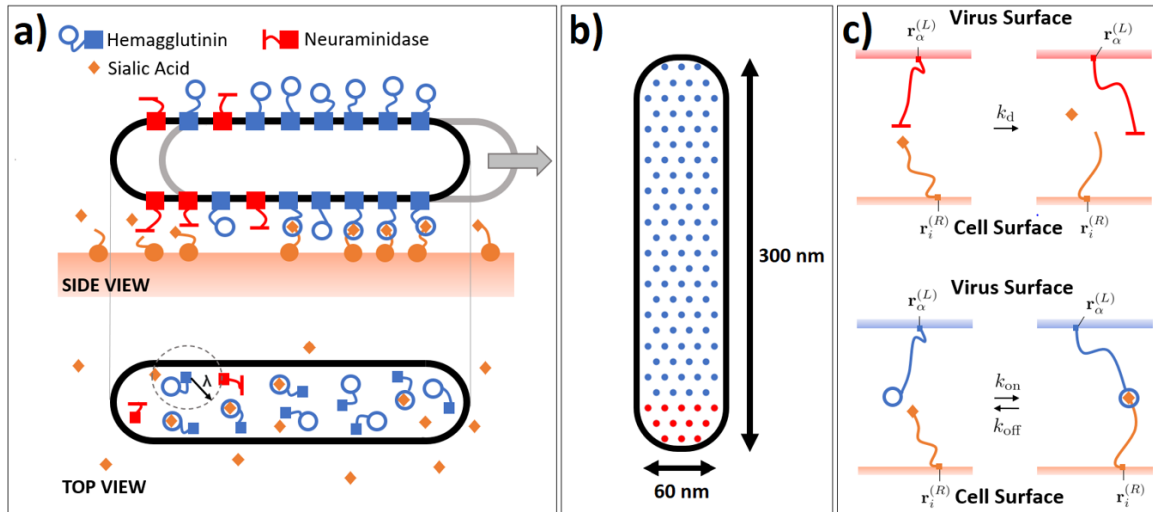 a)
Hemagglutinin
Neuraminidase
Sialic Acid
SIDE VIEW
λ
TOP VIEW
b)
300 nm
60 nm
c)
Virus Surface
r_α^(L)
r_α^(L)
k_d
r_i^(R)
Cell Surface
r_i^(R)
Virus Surface
r_α^(L)
r_α^(L)
k_on
k_off
r_i^(R)
Cell Surface
r_i^(R)